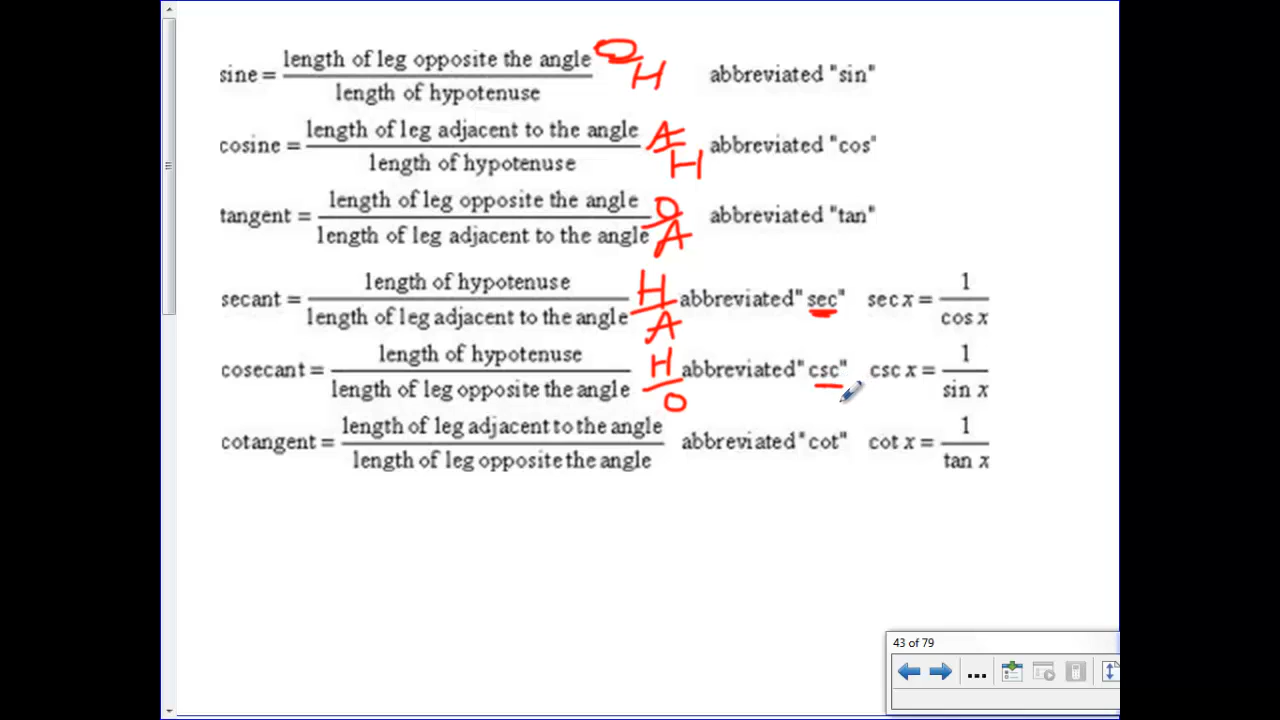 sine = length of leg opposite the angle / length of hypotenuse O/H abbreviated "sin"
cosine = length of leg adjacent to the angle / length of hypotenuse A/H abbreviated "cos"
tangent = length of leg opposite the angle / length of leg adjacent to the angle O/A abbreviated "tan"
secant = length of hypotenuse / length of leg adjacent to the angle H/A abbreviated" sec" sec x = 1 / cos x
cosecant = length of hypotenuse / length of leg opposite the angle H/O abbreviated" csc" csc x = 1 / sin x
cotangent = length of leg adjacent to the angle / length of leg opposite the angle abbreviated "cot" cot x = 1 / tan x
43 of 79